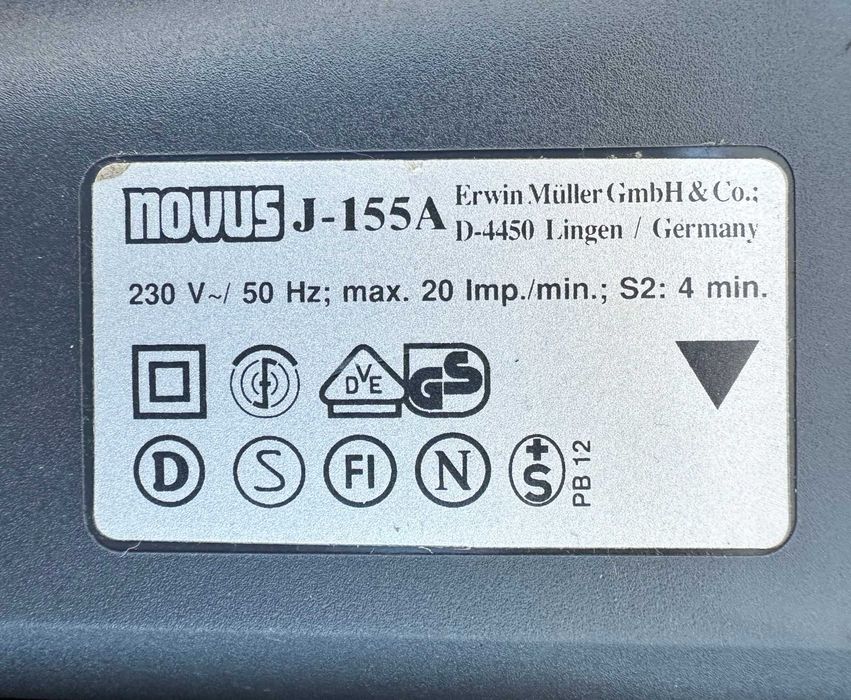 novus J-155A Erwin Müller GmbH & Co.;
D-4450 Lingen / Germany
230 V~/ 50 Hz; max. 20 Imp./min.; S2: 4 min.
DVE GS
D S FI N +S PB 12